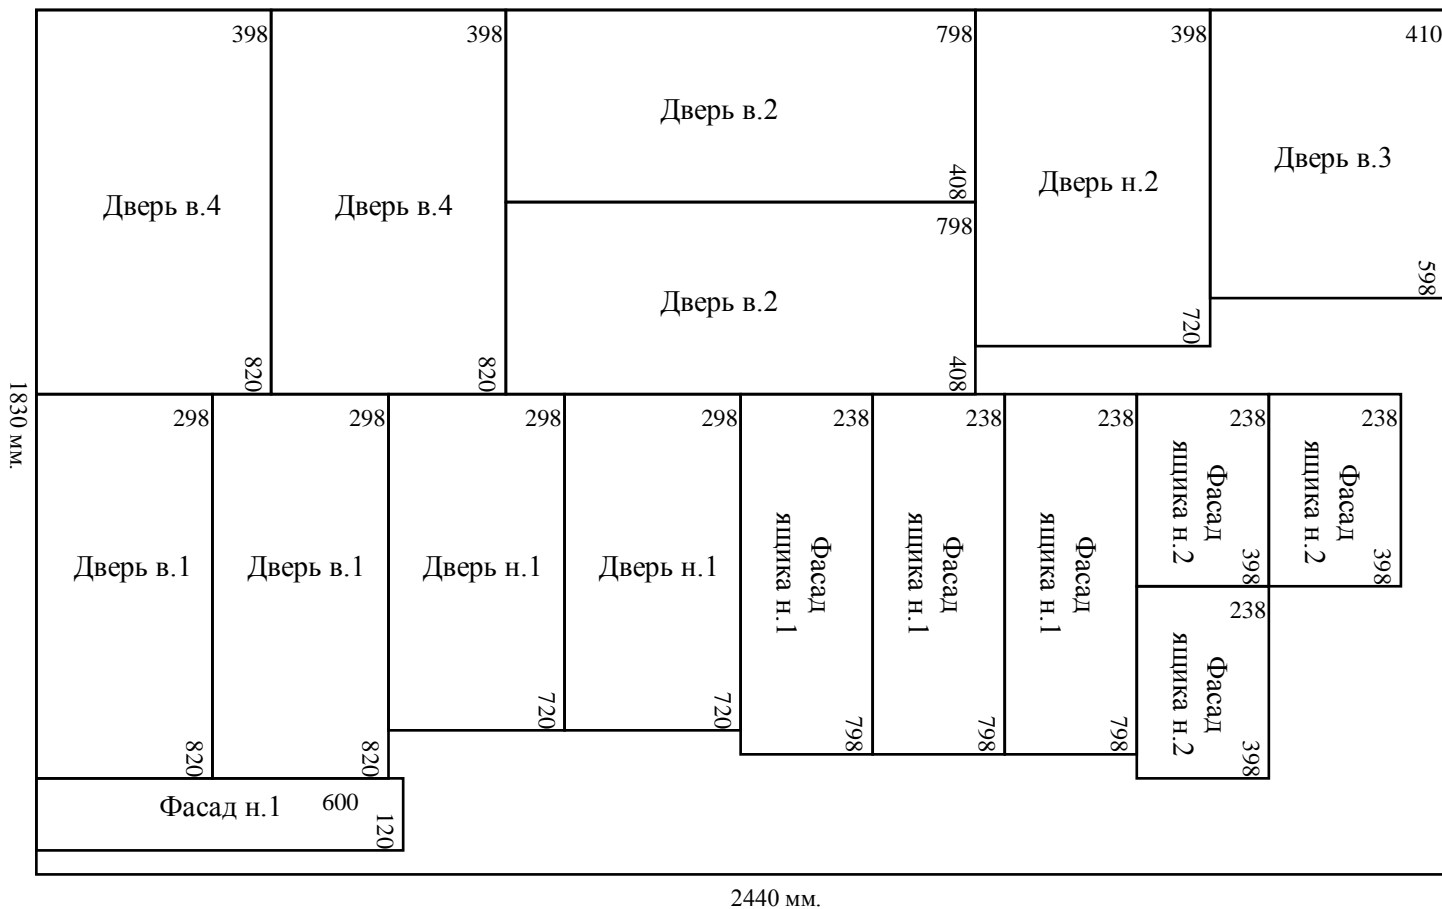 398
Дверь в.4
820
398
Дверь в.4
820
798
Дверь в.2
408
798
Дверь в.2
408
398
Дверь н.2
720
410
Дверь в.3
598
1830 мм.
298
Дверь в.1
820
298
Дверь в.1
820
298
Дверь н.1
720
298
Дверь н.1
720
238
Фасад
ящика н.1
798
238
Фасад
ящика н.1
798
238
Фасад
ящика н.1
798
238
Фасад
ящика н.2
398
238
Фасад
ящика н.2
398
238
Фасад
ящика н.2
398
Фасад н.1
600
120
2440 мм.